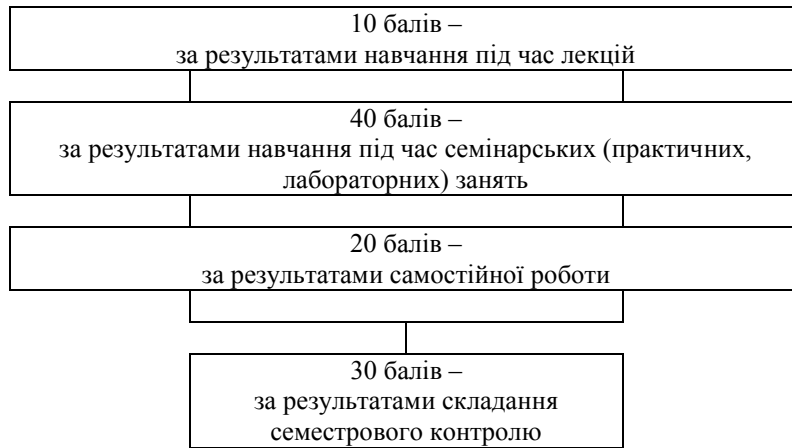 10 балів –
за результатами навчання під час лекцій
40 балів –
за результатами навчання під час семінарських (практичних,
лабораторних) занять
20 балів –
за результатами самостійної роботи
30 балів –
за результатами складання
семестрового контролю